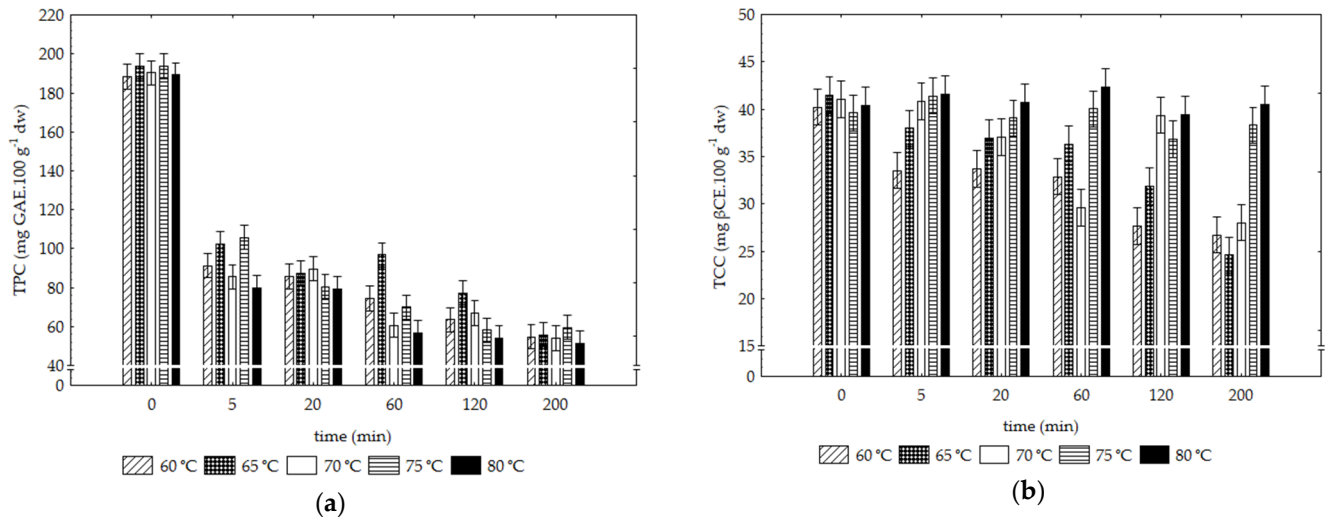 220
200
180
160
140
120
100
80
60
40
0
TPC (mg GAE.100 g⁻¹ dw)
0 5 20 60 120 200
time (min)
60 °C 65 °C 70 °C 75 °C 80 °C
(a)
50
45
40
35
30
25
20
15
0
TCC (mg βCE.100 g⁻¹ dw)
0 5 20 60 120 200
time (min)
60 °C 65 °C 70 °C 75 °C 80 °C
(b)